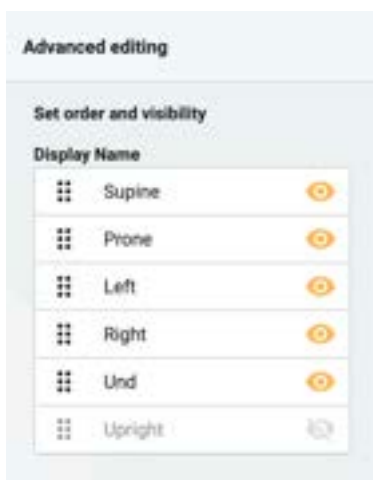 Advanced editing
Set order and visibility
Display Name
Supine
Prone
Left
Right
Und
Upright